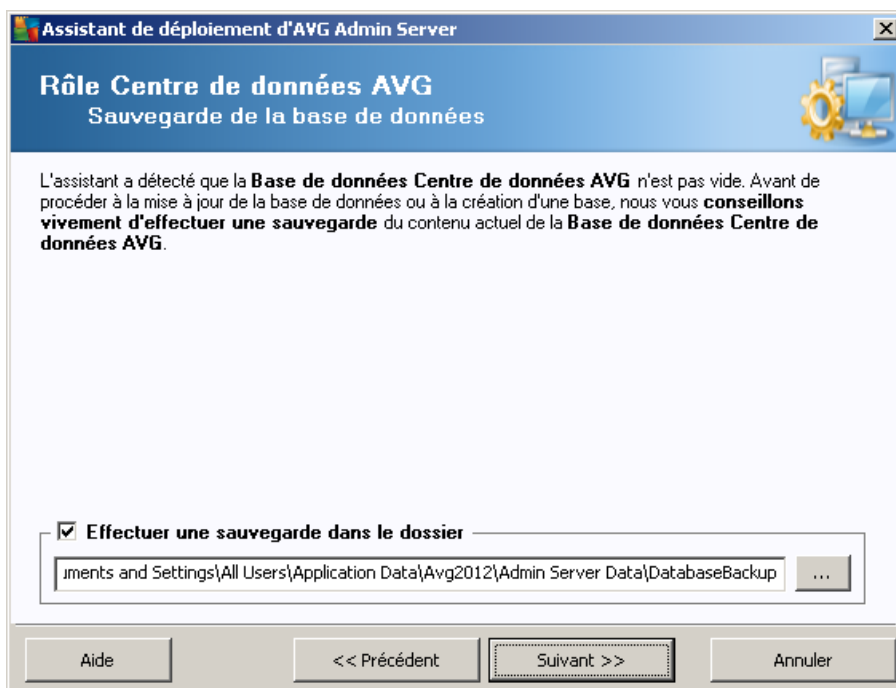 Assistant de déploiement d'AVG Admin Server
Rôle Centre de données AVG
Sauvegarde de la base de données
L'assistant a détecté que la Base de données Centre de données AVG n'est pas vide. Avant de
procéder à la mise à jour de la base de données ou à la création d'une base, nous vous conseillons
vivement d'effectuer une sauvegarde du contenu actuel de la Base de données Centre de
données AVG.
Effectuer une sauvegarde dans le dossier
uments and Settings\All Users\Application Data\Avg2012\Admin Server Data\DatabaseBackup
...
Aide
<< Précédent
Suivant >>
Annuler